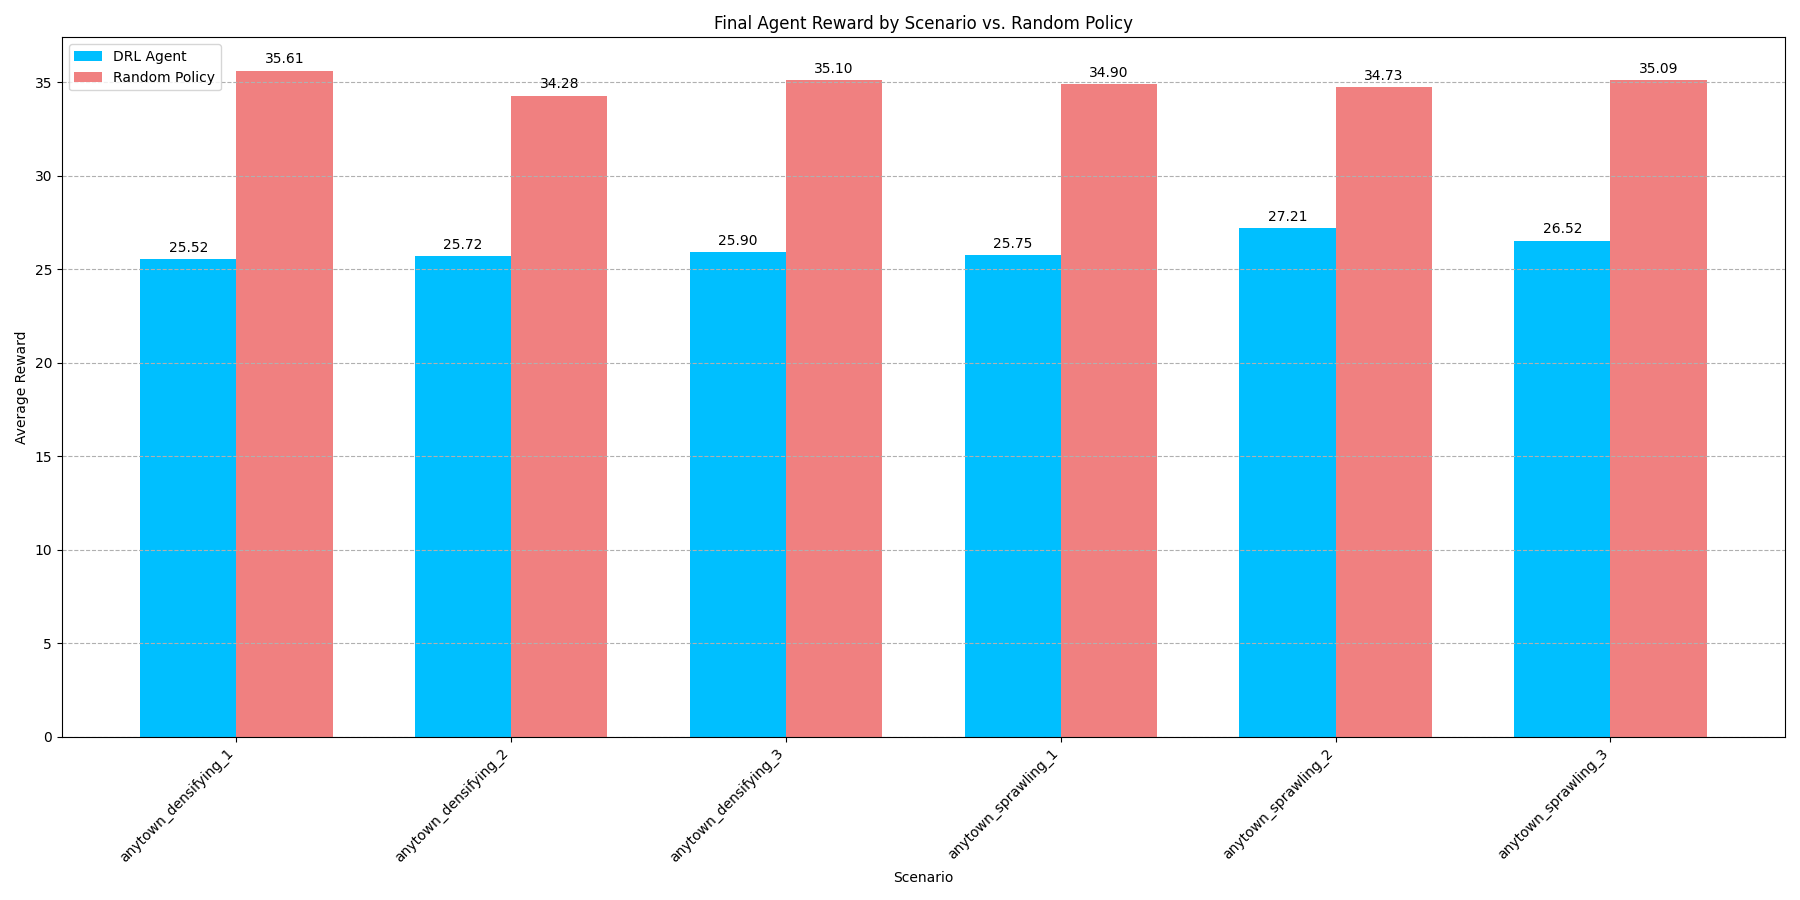 Final Agent Reward by Scenario vs. Random Policy
DRL Agent
Random Policy
35.61
34.28
35.10
34.90
34.73
35.09
25.52
25.72
25.90
25.75
27.21
26.52
35
30
25
20
15
10
5
0
Average Reward
anytown_densifying_1
anytown_densifying_2
anytown_densifying_3
anytown_sprawling_1
anytown_sprawling_2
anytown_sprawling_3
Scenario